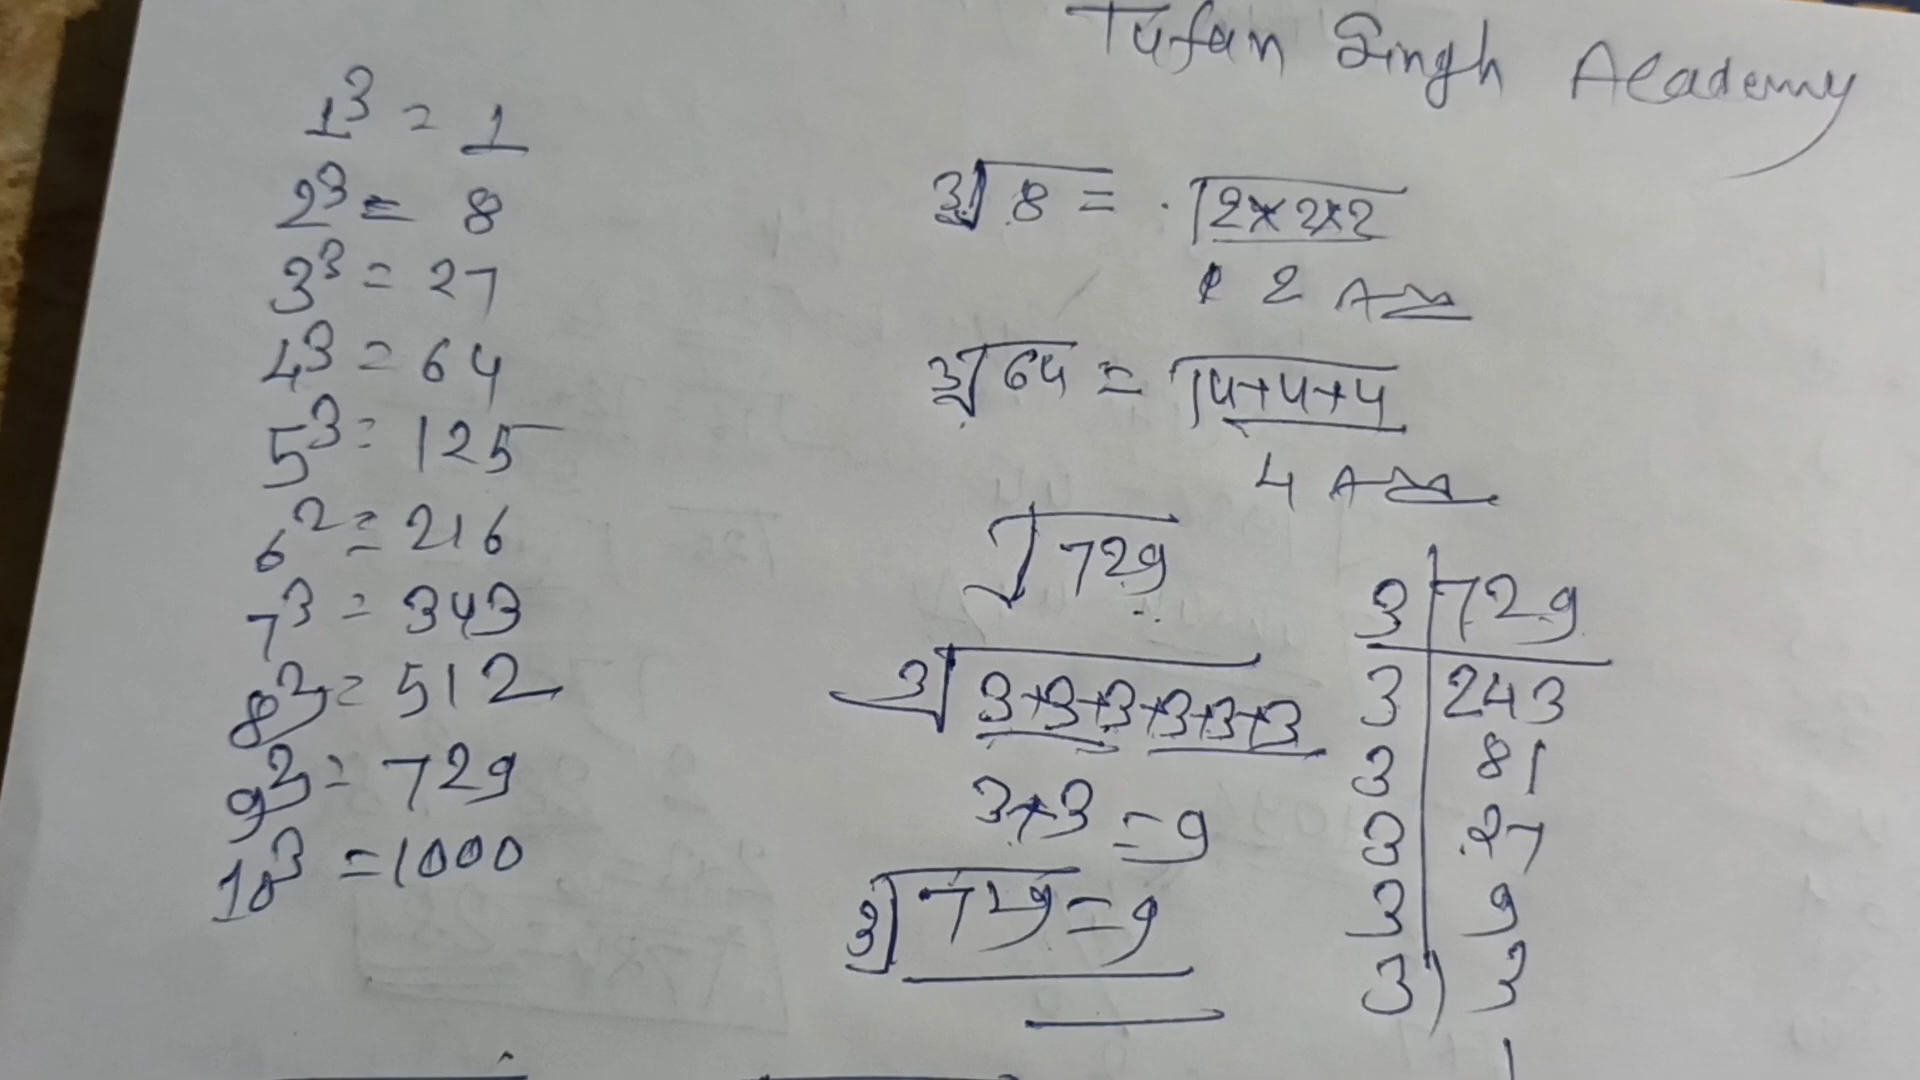 Tufan Singh Academy
1³ = 1
2³ = 8
3³ = 27
4³ = 64
5³ = 125
6² = 216
7³ = 343
8² = 512
9² = 729
10³ = 1000
∛8 = √2×2×2
2 Ans
∛64 = √4+4+4
4 Ans
√729
∛3+3+3+3+3+3
3×3 = 9
∛729 = 9
3 | 729
3 | 243
3 | 81
3 | 27
3 | 9
3 ) 3
1